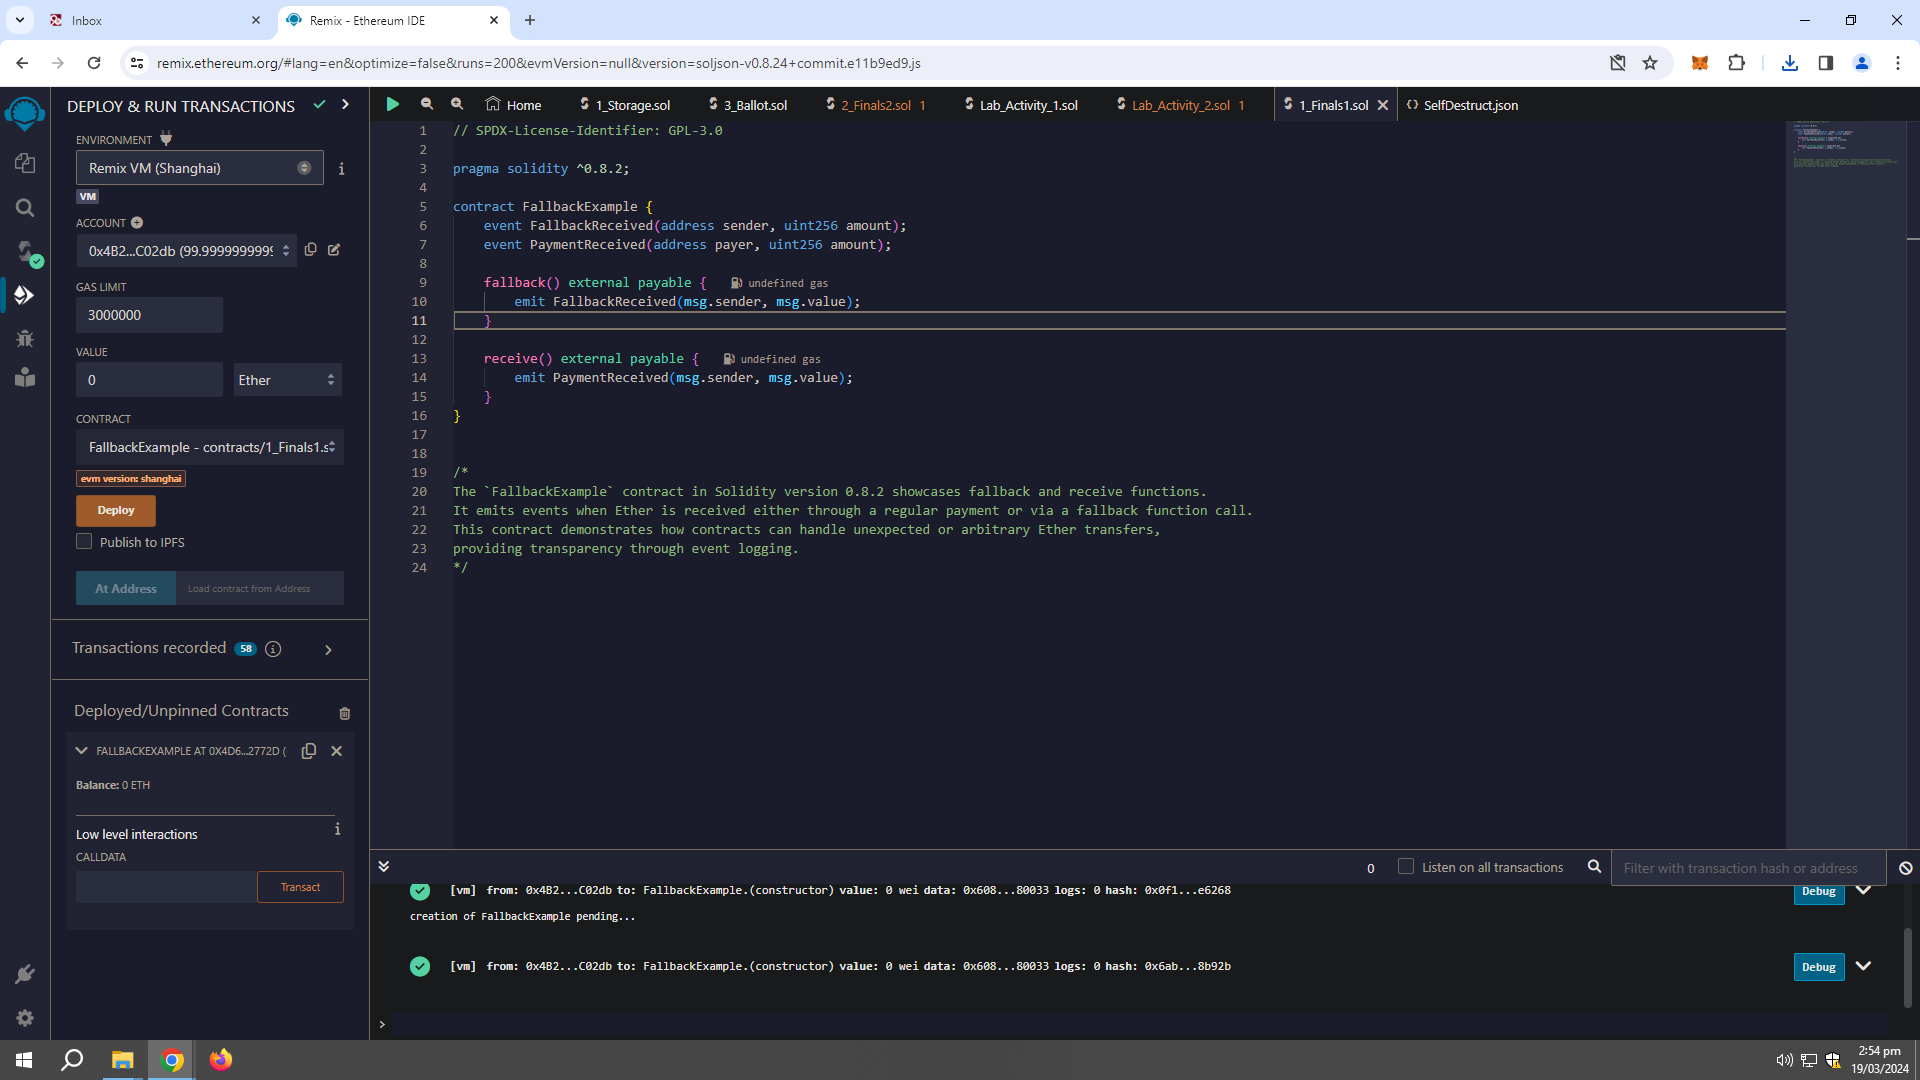 Inbox
Remix - Ethereum IDE
remix.ethereum.org/#lang=en&optimize=false&runs=200&evmVersion=null&version=soljson-v0.8.24+commit.e11b9ed9.js
DEPLOY & RUN TRANSACTIONS
ENVIRONMENT
Remix VM (Shanghai)
VM
ACCOUNT
0x4B2...C02db (99.9999999999
GAS LIMIT
3000000
VALUE
0
Ether
CONTRACT
FallbackExample - contracts/1_Finals1.s
evm version: shanghai
Deploy
Publish to IPFS
At Address
Load contract from Address
Transactions recorded 58
Deployed/Unpinned Contracts
FALLBACKEXAMPLE AT 0X4D6...2772D (
Balance: 0 ETH
Low level interactions
CALLDATA
Transact
Home
1_Storage.sol
3_Ballot.sol
2_Finals2.sol 1
Lab_Activity_1.sol
Lab_Activity_2.sol 1
1_Finals1.sol
SelfDestruct.json
1 // SPDX-License-Identifier: GPL-3.0
2
3 pragma solidity ^0.8.2;
4
5 contract FallbackExample {
6 event FallbackReceived(address sender, uint256 amount);
7 event PaymentReceived(address payer, uint256 amount);
8
9 fallback() external payable { undefined gas
10 emit FallbackReceived(msg.sender, msg.value);
11 }
12
13 receive() external payable { undefined gas
14 emit PaymentReceived(msg.sender, msg.value);
15 }
16 }
17
18
19 /*
20 The `FallbackExample` contract in Solidity version 0.8.2 showcases fallback and receive functions.
21 It emits events when Ether is received either through a regular payment or via a fallback function call.
22 This contract demonstrates how contracts can handle unexpected or arbitrary Ether transfers,
23 providing transparency through event logging.
24 */
0
Listen on all transactions
Filter with transaction hash or address
[vm] from: 0x4B2...C02db to: FallbackExample.(constructor) value: 0 wei data: 0x608...80033 logs: 0 hash: 0x0f1...e6268
Debug
creation of FallbackExample pending...
[vm] from: 0x4B2...C02db to: FallbackExample.(constructor) value: 0 wei data: 0x608...80033 logs: 0 hash: 0x6ab...8b92b
Debug
>
2:54 pm
19/03/2024